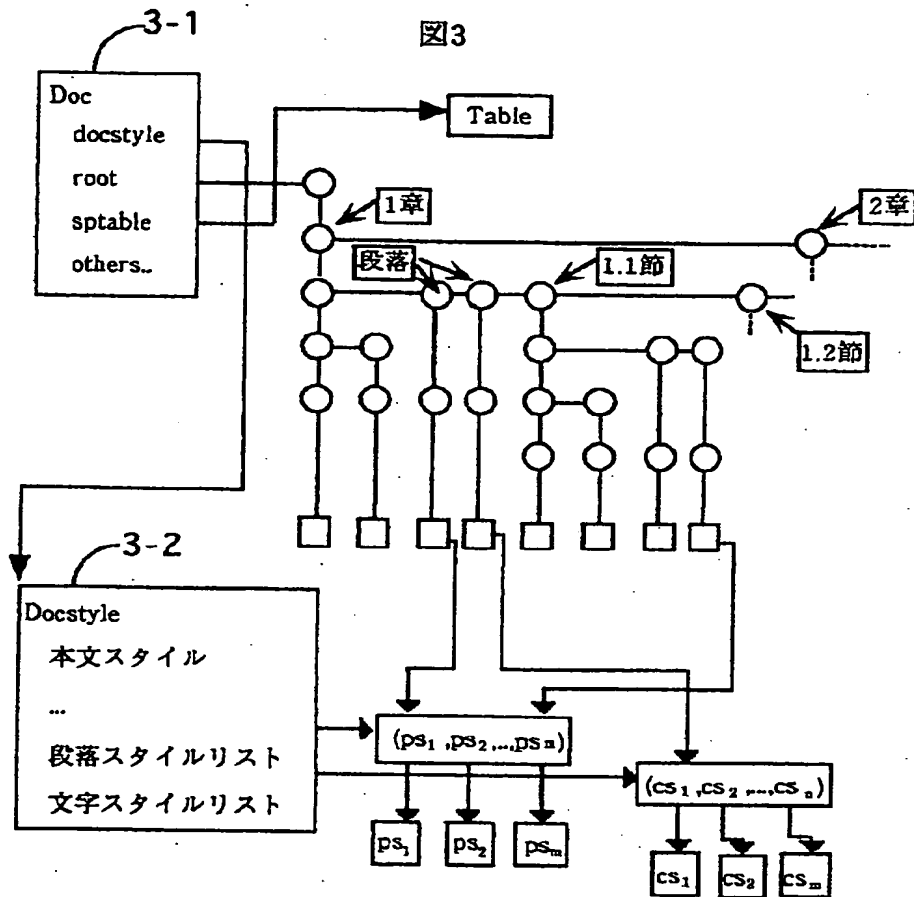 図3
3-1
Doc
docstyle
root
sptable
others..
Table
1章
2章
段落
1.1節
1.2節
3-2
Docstyle
本文スタイル
...
段落スタイルリスト
文字スタイルリスト
(ps₁,ps₂,...,psₘ)
(cs₁,cs₂,...,csₙ)
ps₁
ps₂
psₘ
cs₁
cs₂
csₘ